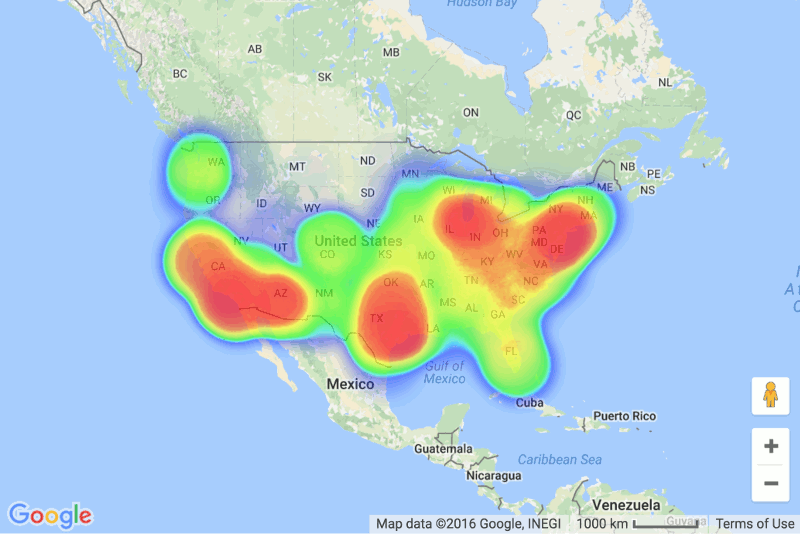 Hudson Bay
AB
MB
BC
SK
NL
ON
QC
NB
PE
NS
WA
MT
ND
MN
ME
OR
ID
SD
WI
MI
NH
WY
NE
IA
NY
MA
NV
UT
United States
IL
IN
OH
PA
MD
DE
CO
KS
MO
KY
WV
VA
CA
AZ
NM
OK
AR
TN
NC
MS
AL
SC
GA
TX
LA
FL
Gulf of
Mexico
Mexico
Cuba
Puerto Rico
Guatemala
Caribbean Sea
Nicaragua
Venezuela
Guyana
Google
Map data ©2016 Google, INEGI
1000 km
Terms of Use